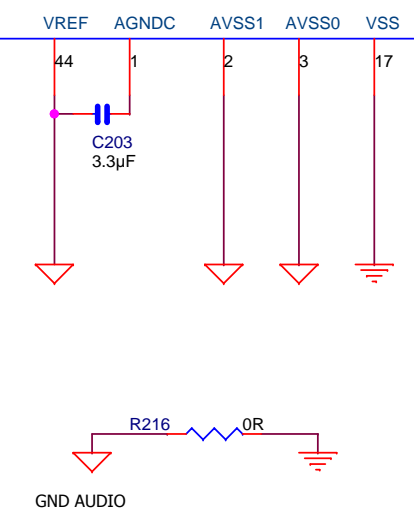 VREF AGNDC AVSS1 AVSS0 VSS
44 1 2 3 17
C203
3.3µF
R216 0R
GND AUDIO